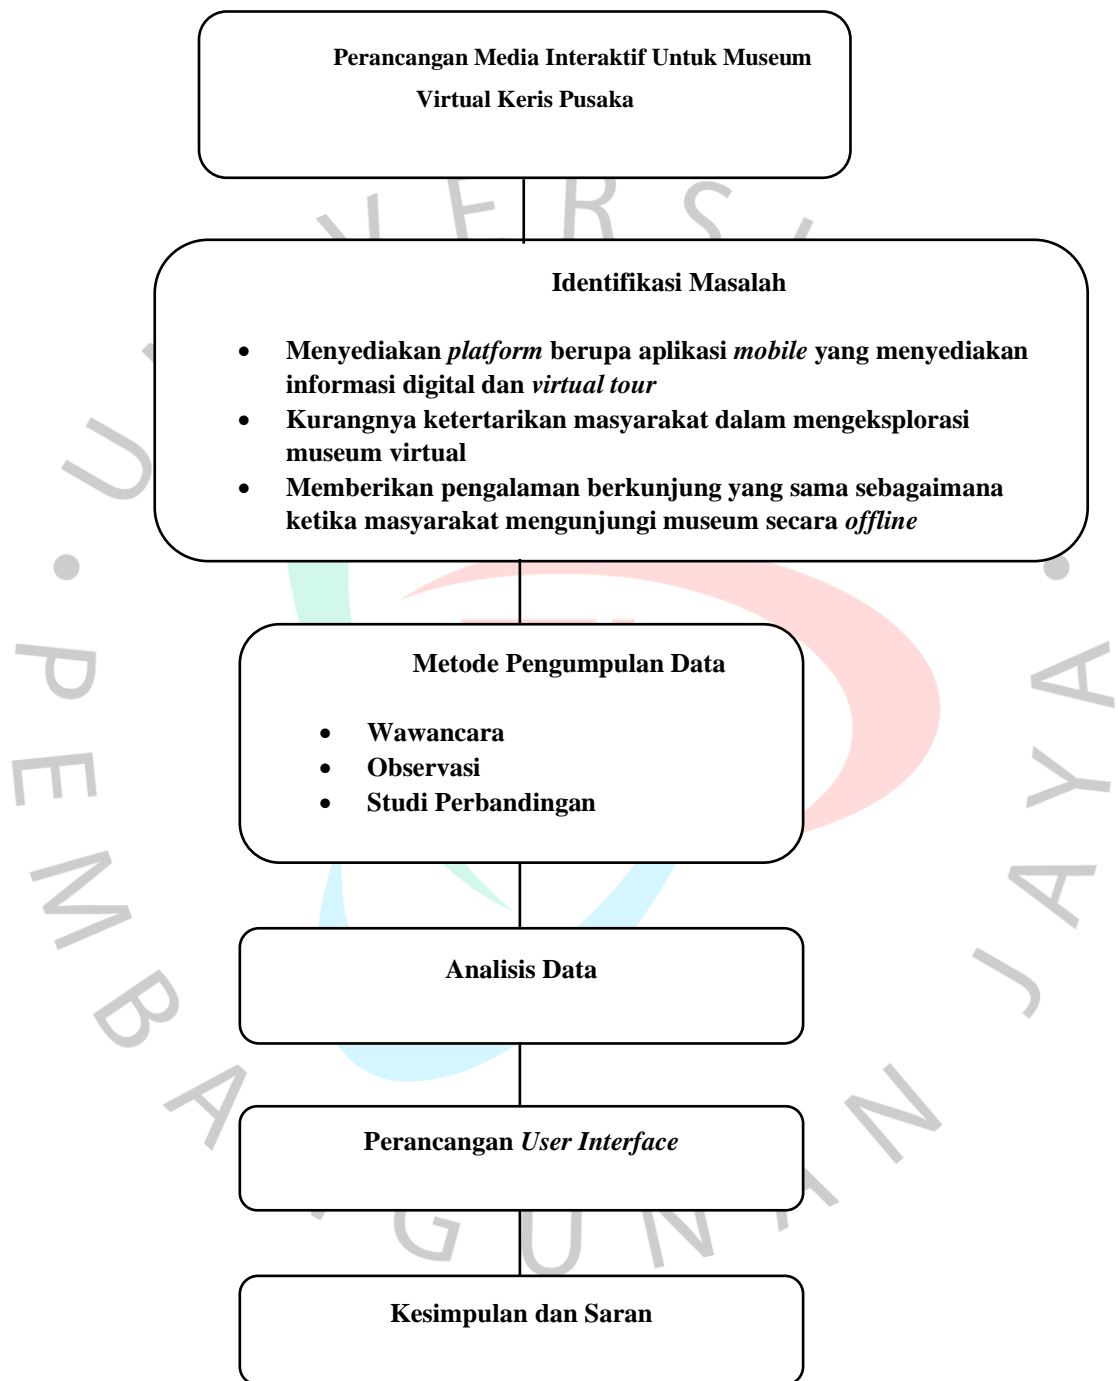 Perancangan Media Interaktif Untuk Museum
Virtual Keris Pusaka
Identifikasi Masalah
• Menyediakan platform berupa aplikasi mobile yang menyediakan
informasi digital dan virtual tour
• Kurangnya ketertarikan masyarakat dalam mengeksplorasi
museum virtual
• Memberikan pengalaman berkunjung yang sama sebagaimana
ketika masyarakat mengunjungi museum secara offline
Metode Pengumpulan Data
• Wawancara
• Observasi
• Studi Perbandingan
Analisis Data
Perancangan User Interface
Kesimpulan dan Saran
PEMBANGUNAN JAYA